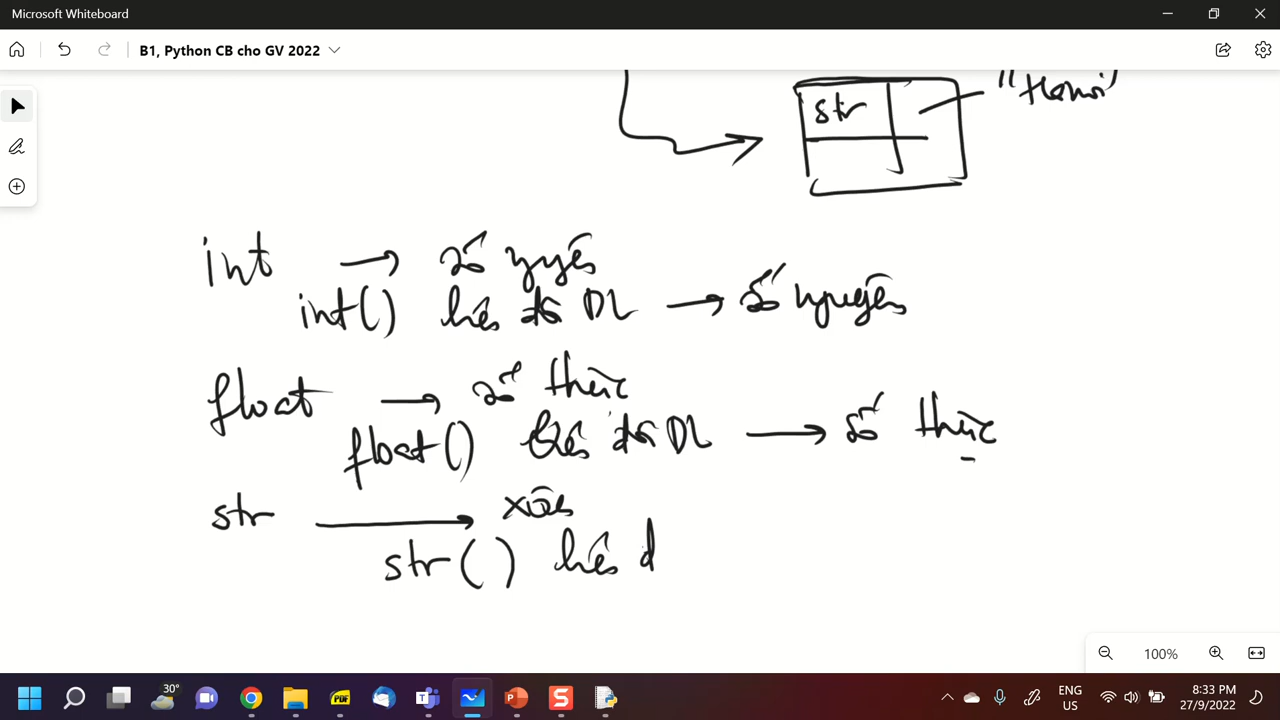 Microsoft Whiteboard
B1, Python CB cho GV 2022
str "Hanoi"
int → số nguyên
int() biến đổi DL → số nguyên
float → số thực
float() biến đổi DL → số thực
str → xâu
str() biến đ
100%
30°
PDF
S
ENG
US
8:33 PM
27/9/2022